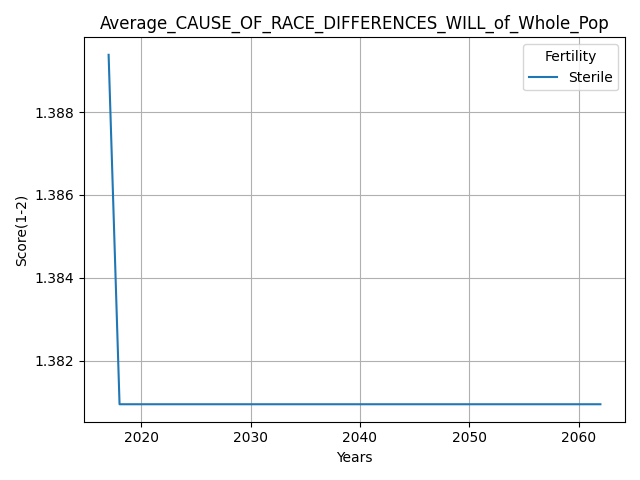 Average_CAUSE_OF_RACE_DIFFERENCES_WILL_of_Whole_Pop
Fertility
Sterile
1.388
1.386
1.384
1.382
Score(1-2)
2020
2030
2040
2050
2060
Years